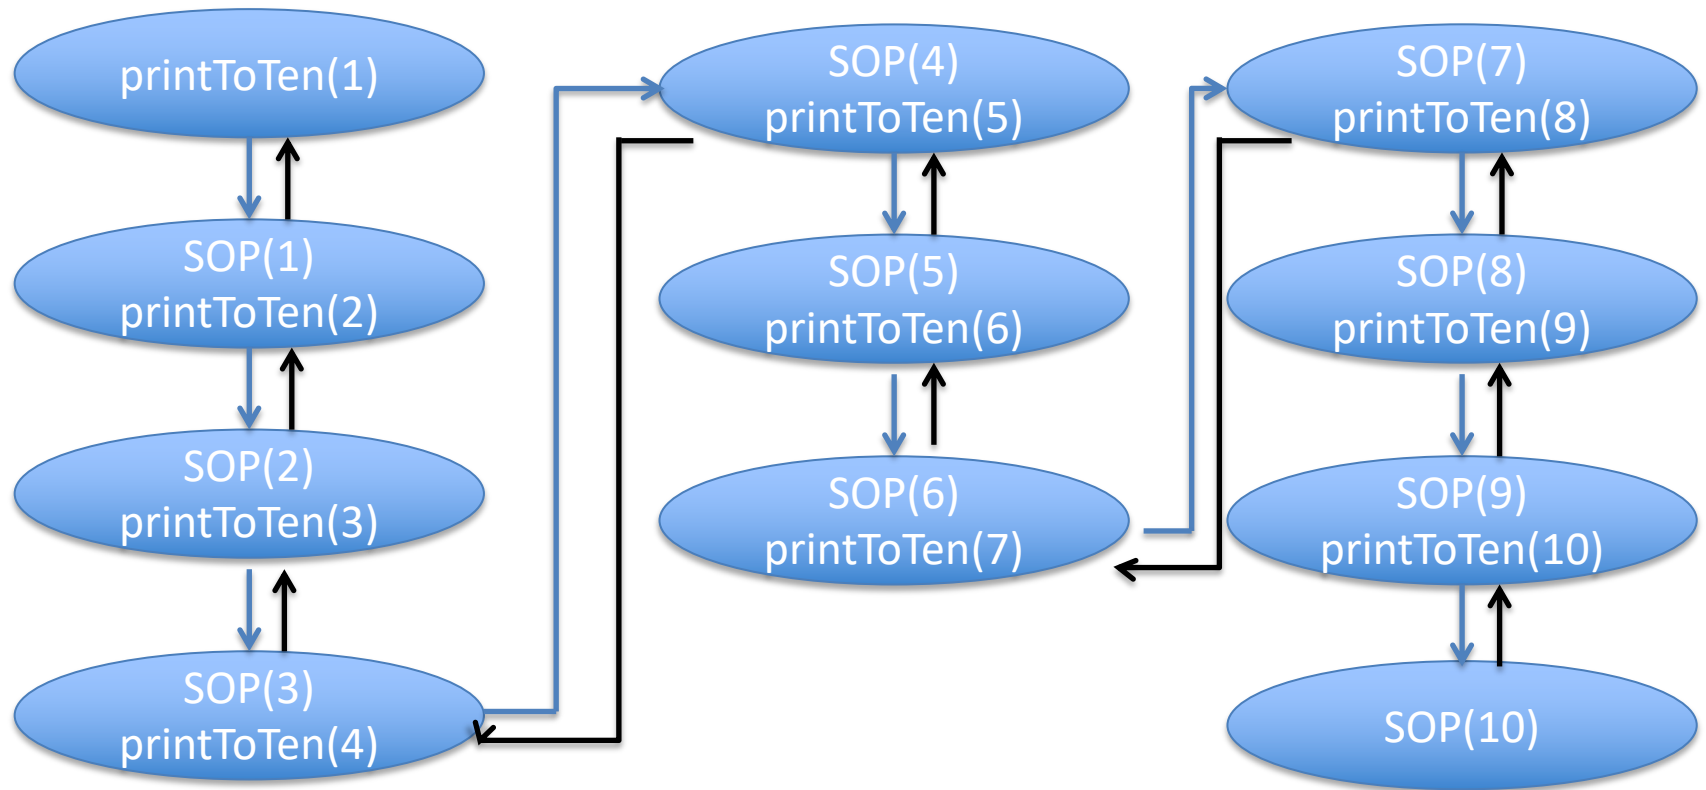 printToTen(1)
SOP(1)
printToTen(2)
SOP(2)
printToTen(3)
SOP(3)
printToTen(4)
SOP(4)
printToTen(5)
SOP(5)
printToTen(6)
SOP(6)
printToTen(7)
SOP(7)
printToTen(8)
SOP(8)
printToTen(9)
SOP(9)
printToTen(10)
SOP(10)